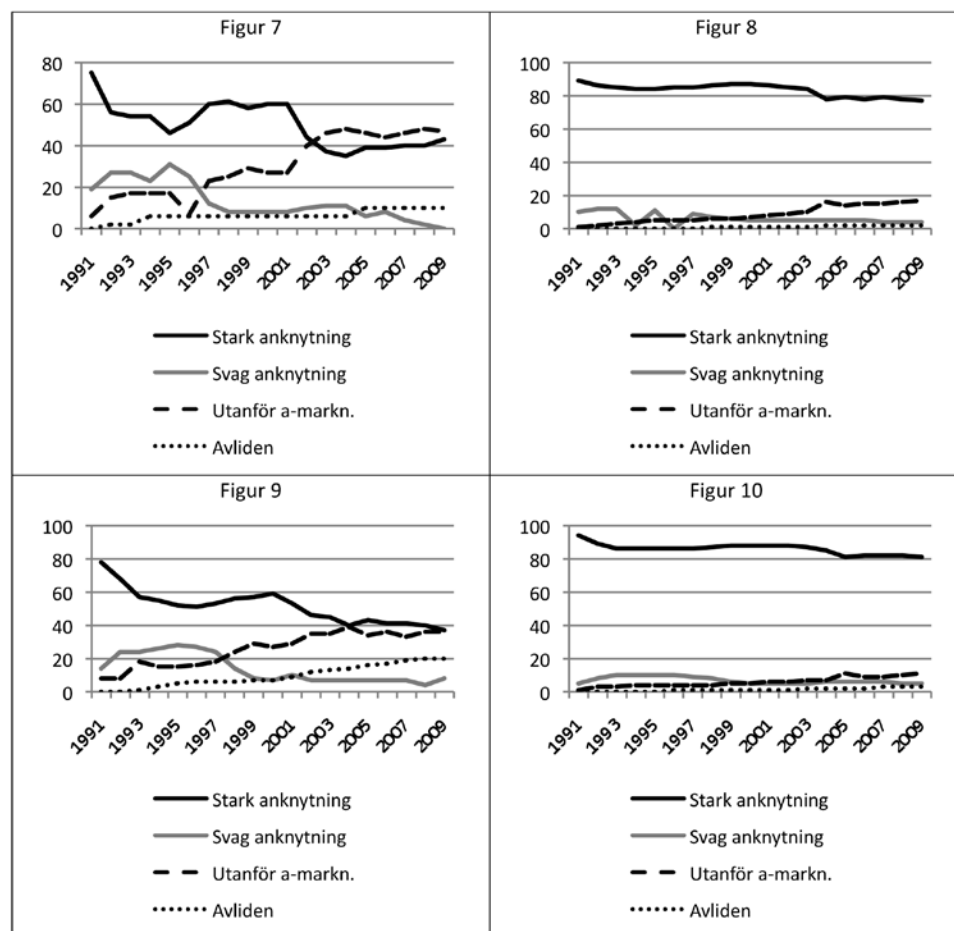 Figur 7
80
60
40
20
0
1991 1993 1995 1997 1999 2001 2003 2005 2007 2009
Stark anknytning
Svag anknytning
Utanför a-markn.
Avliden
Figur 8
100
80
60
40
20
0
1991 1993 1995 1997 1999 2001 2003 2005 2007 2009
Stark anknytning
Svag anknytning
Utanför a-markn.
Avliden
Figur 9
100
80
60
40
20
0
1991 1993 1995 1997 1999 2001 2003 2005 2007 2009
Stark anknytning
Svag anknytning
Utanför a-markn.
Avliden
Figur 10
100
80
60
40
20
0
1991 1993 1995 1997 1999 2001 2003 2005 2007 2009
Stark anknytning
Svag anknytning
Utanför a-markn.
Avliden